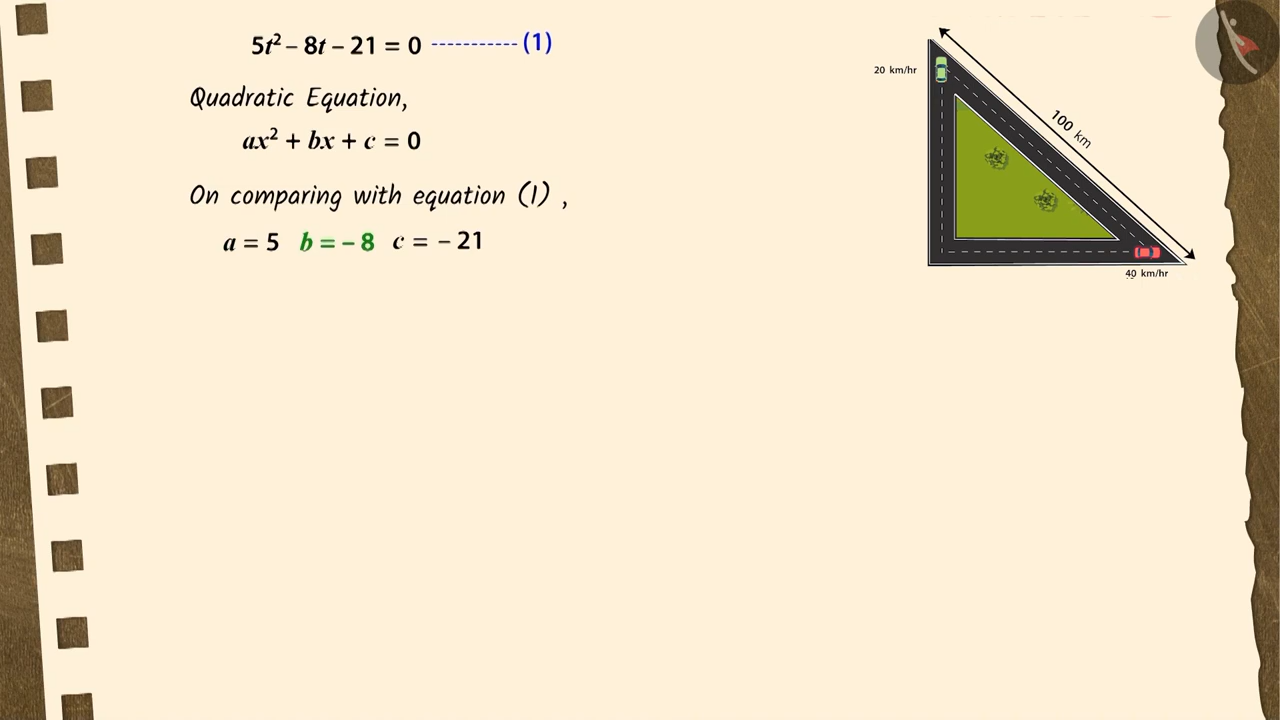 5t² – 8t – 21 = 0 ----------- (1)
Quadratic Equation,
ax² + bx + c = 0
On comparing with equation (1) ,
a = 5 b = – 8 c = – 21
20 km/hr
100 km
40 km/hr